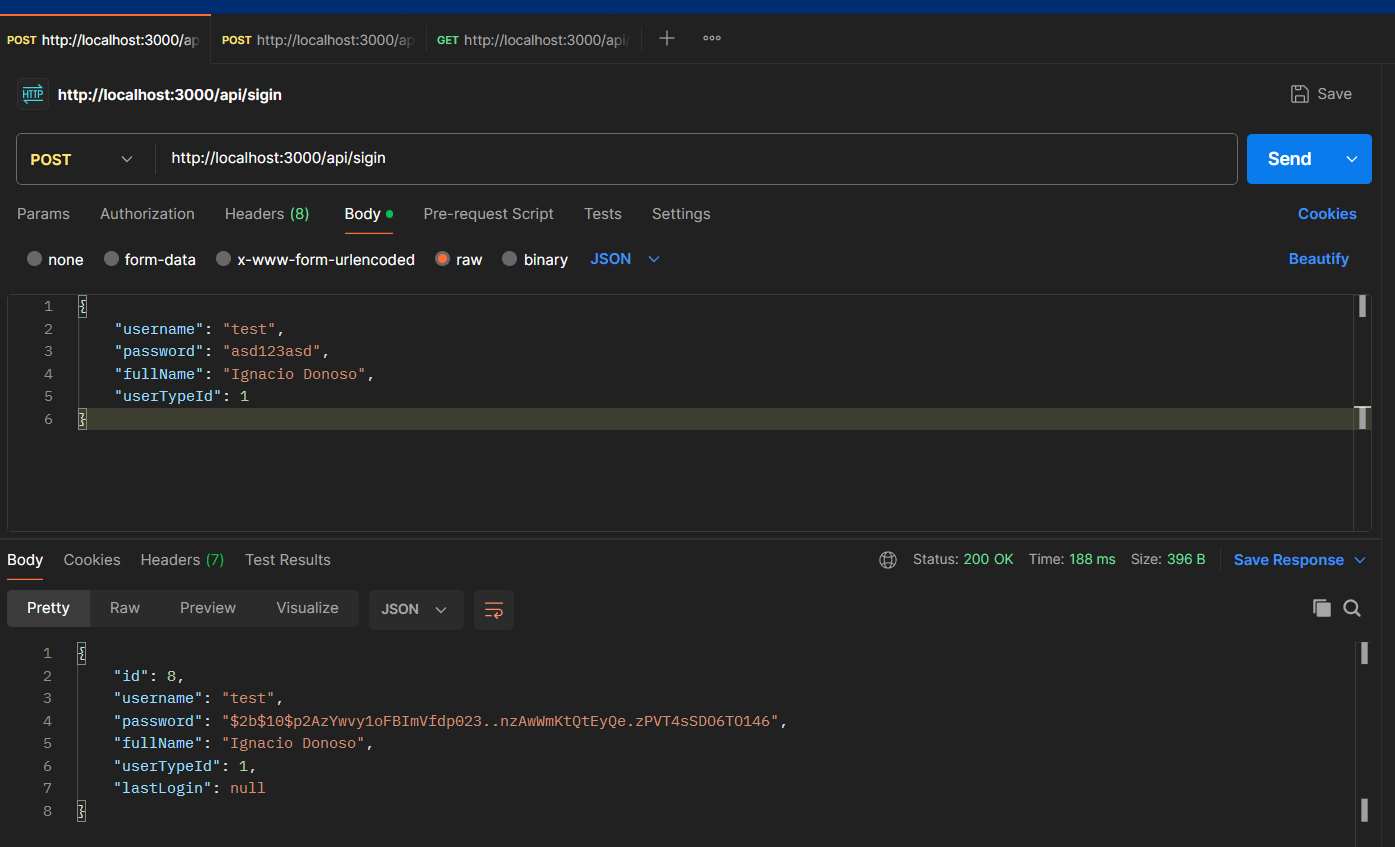 POST http://localhost:3000/ap POST http://localhost:3000/ap GET http://localhost:3000/api/
HTTP http://localhost:3000/api/sigin Save
POST http://localhost:3000/api/sigin Send
Params Authorization Headers (8) Body Pre-request Script Tests Settings Cookies
none form-data x-www-form-urlencoded raw binary JSON Beautify
1 {
2 "username": "test",
3 "password": "asd123asd",
4 "fullName": "Ignacio Donoso",
5 "userTypeId": 1
6 }
Body Cookies Headers (7) Test Results Status: 200 OK Time: 188 ms Size: 396 B Save Response
Pretty Raw Preview Visualize JSON
1 {
2 "id": 8,
3 "username": "test",
4 "password": "$2b$10$p2AzYwvy1oFBImVfdp023..nzAwWmKtQtEyQe.zPVT4sSDO6TO146",
5 "fullName": "Ignacio Donoso",
6 "userTypeId": 1,
7 "lastLogin": null
8 }